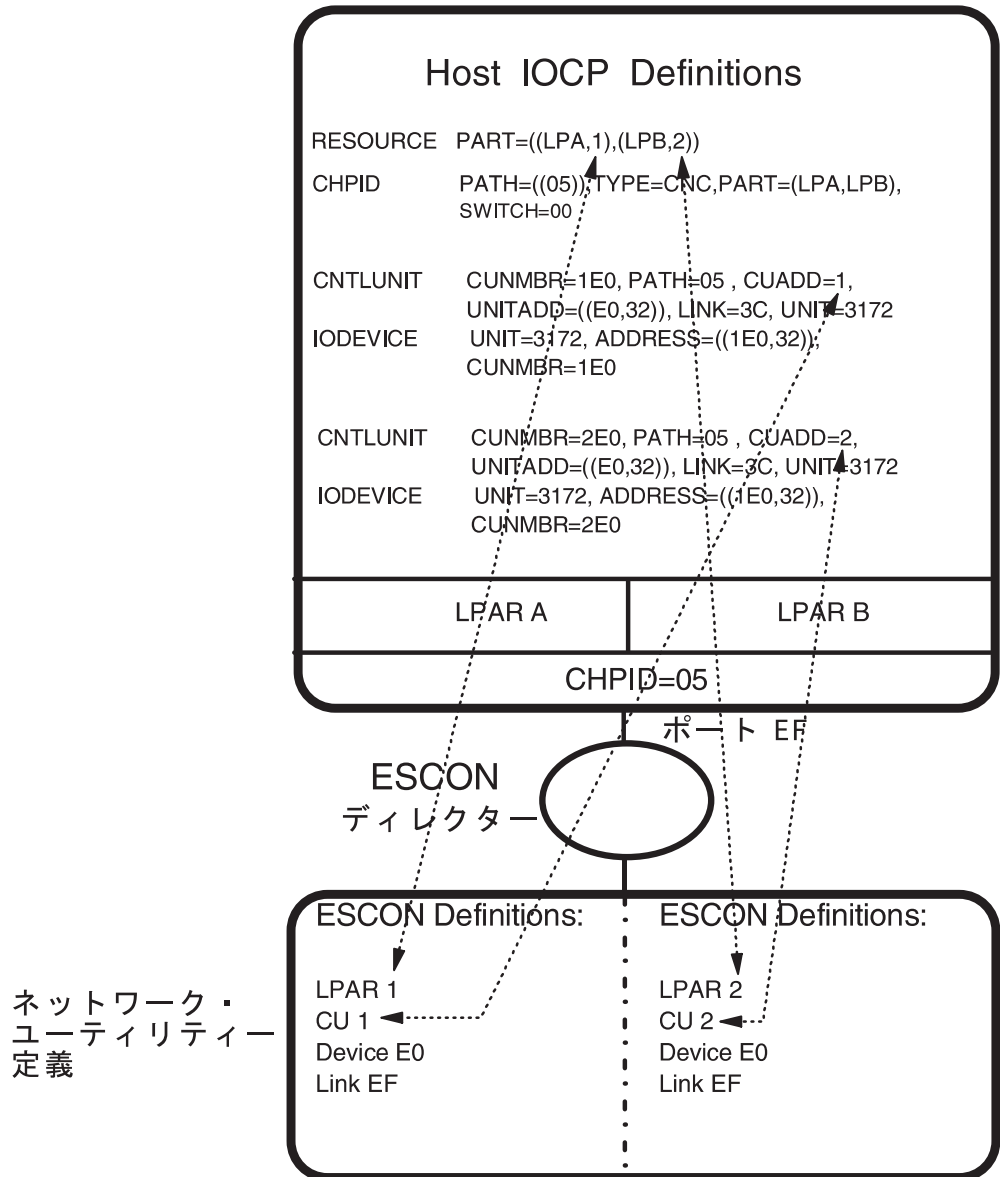 Host IOCP Definitions
RESOURCE PART=((LPA,1),(LPB,2))
CHPID PATH=((05)),TYPE=CNC,PART=(LPA,LPB),
SWITCH=00
CNTLUNIT CUNMBR=1E0, PATH=05 , CUADD=1,
UNITADD=((E0,32)), LINK=3C, UNIT=3172
IODEVICE UNIT=3172, ADDRESS=((1E0,32)),
CUNMBR=1E0
CNTLUNIT CUNMBR=2E0, PATH=05 , CUADD=2,
UNITADD=((E0,32)), LINK=3C, UNIT=3172
IODEVICE UNIT=3172, ADDRESS=((1E0,32)),
CUNMBR=2E0
LPAR A
LPAR B
CHPID=05
ポート EF
ESCON
ディレクター
ネットワーク・
ユーティリティー
定義
ESCON Definitions:
LPAR 1
CU 1
Device E0
Link EF
ESCON Definitions:
LPAR 2
CU 2
Device E0
Link EF